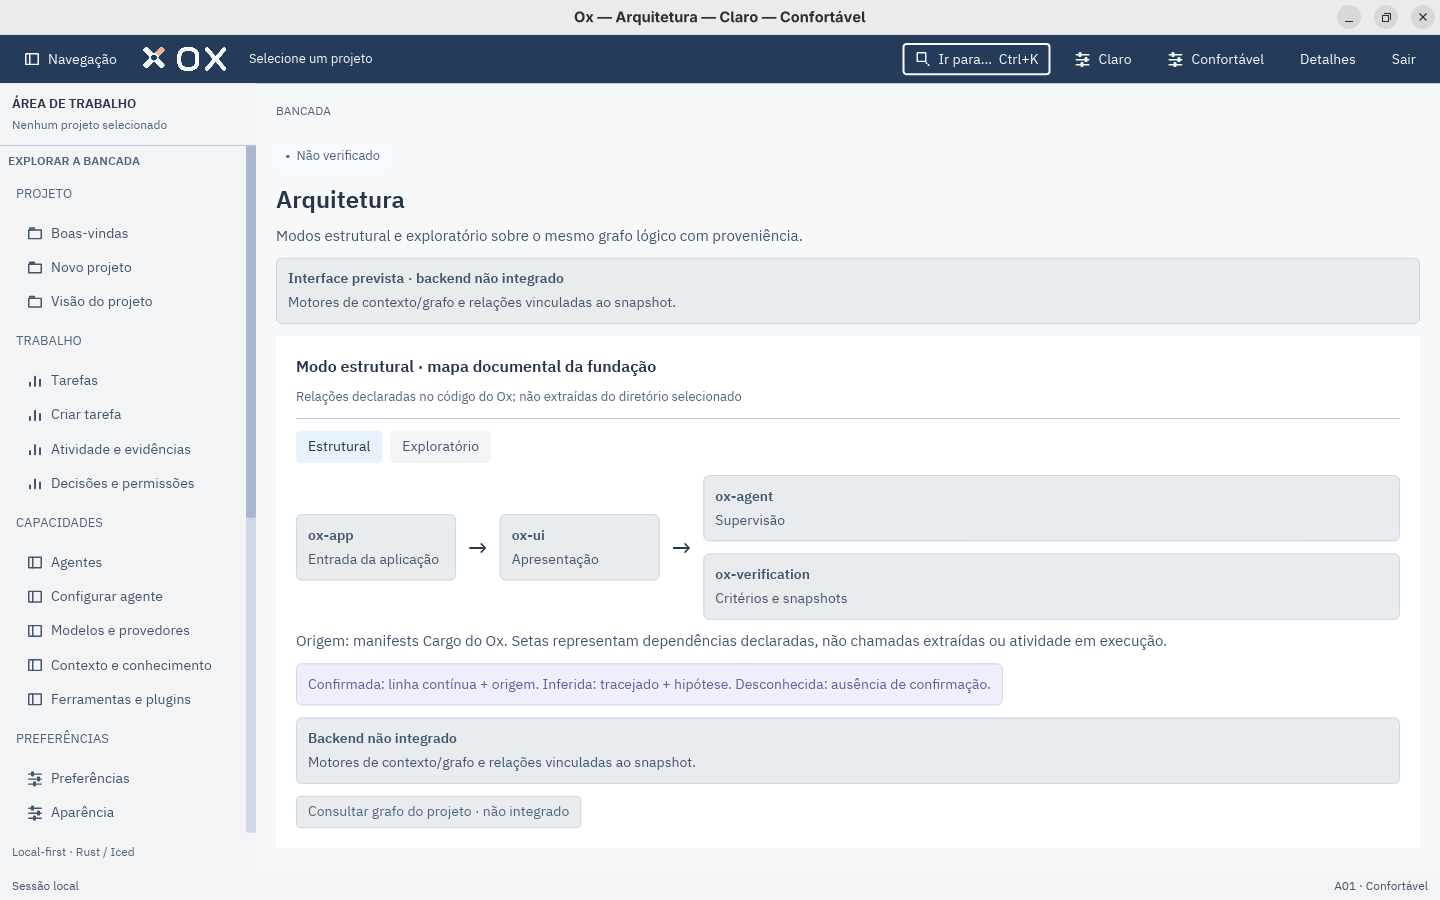 Ox — Arquitetura — Claro — Confortável
Navegação
OX
Selecione um projeto
Ir para... Ctrl+K
Claro
Confortável
Detalhes
Sair
ÁREA DE TRABALHO
Nenhum projeto selecionado
EXPLORAR A BANCADA
PROJETO
Boas-vindas
Novo projeto
Visão do projeto
TRABALHO
Tarefas
Criar tarefa
Atividade e evidências
Decisões e permissões
CAPACIDADES
Agentes
Configurar agente
Modelos e provedores
Contexto e conhecimento
Ferramentas e plugins
PREFERÊNCIAS
Preferências
Aparência
Local-first · Rust / Iced
BANCADA
• Não verificado
Arquitetura
Modos estrutural e exploratório sobre o mesmo grafo lógico com proveniência.
Interface prevista · backend não integrado
Motores de contexto/grafo e relações vinculadas ao snapshot.
Modo estrutural · mapa documental da fundação
Relações declaradas no código do Ox; não extraídas do diretório selecionado
Estrutural
Exploratório
ox-app
Entrada da aplicação
→
ox-ui
Apresentação
→
ox-agent
Supervisão
ox-verification
Critérios e snapshots
Origem: manifests Cargo do Ox. Setas representam dependências declaradas, não chamadas extraídas ou atividade em execução.
Confirmada: linha contínua + origem. Inferida: tracejado + hipótese. Desconhecida: ausência de confirmação.
Backend não integrado
Motores de contexto/grafo e relações vinculadas ao snapshot.
Consultar grafo do projeto · não integrado
Sessão local
A01 · Confortável